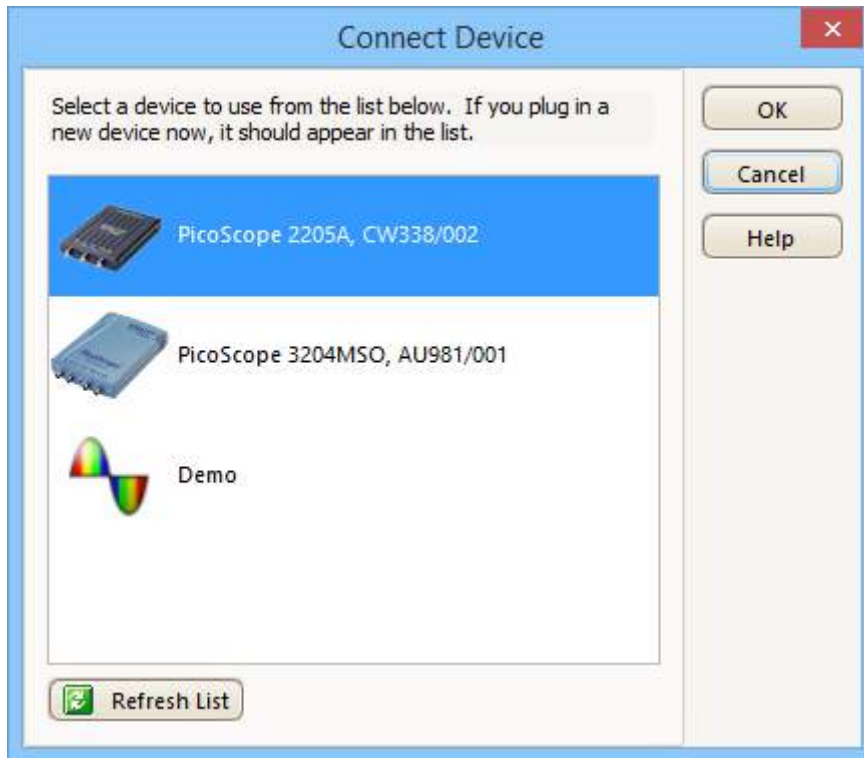 Connect Device
Select a device to use from the list below.  If you plug in a
new device now, it should appear in the list.
OK
Cancel
Help
PicoScope 2205A, CW338/002
PicoScope 3204MSO, AU981/001
Demo
Refresh List